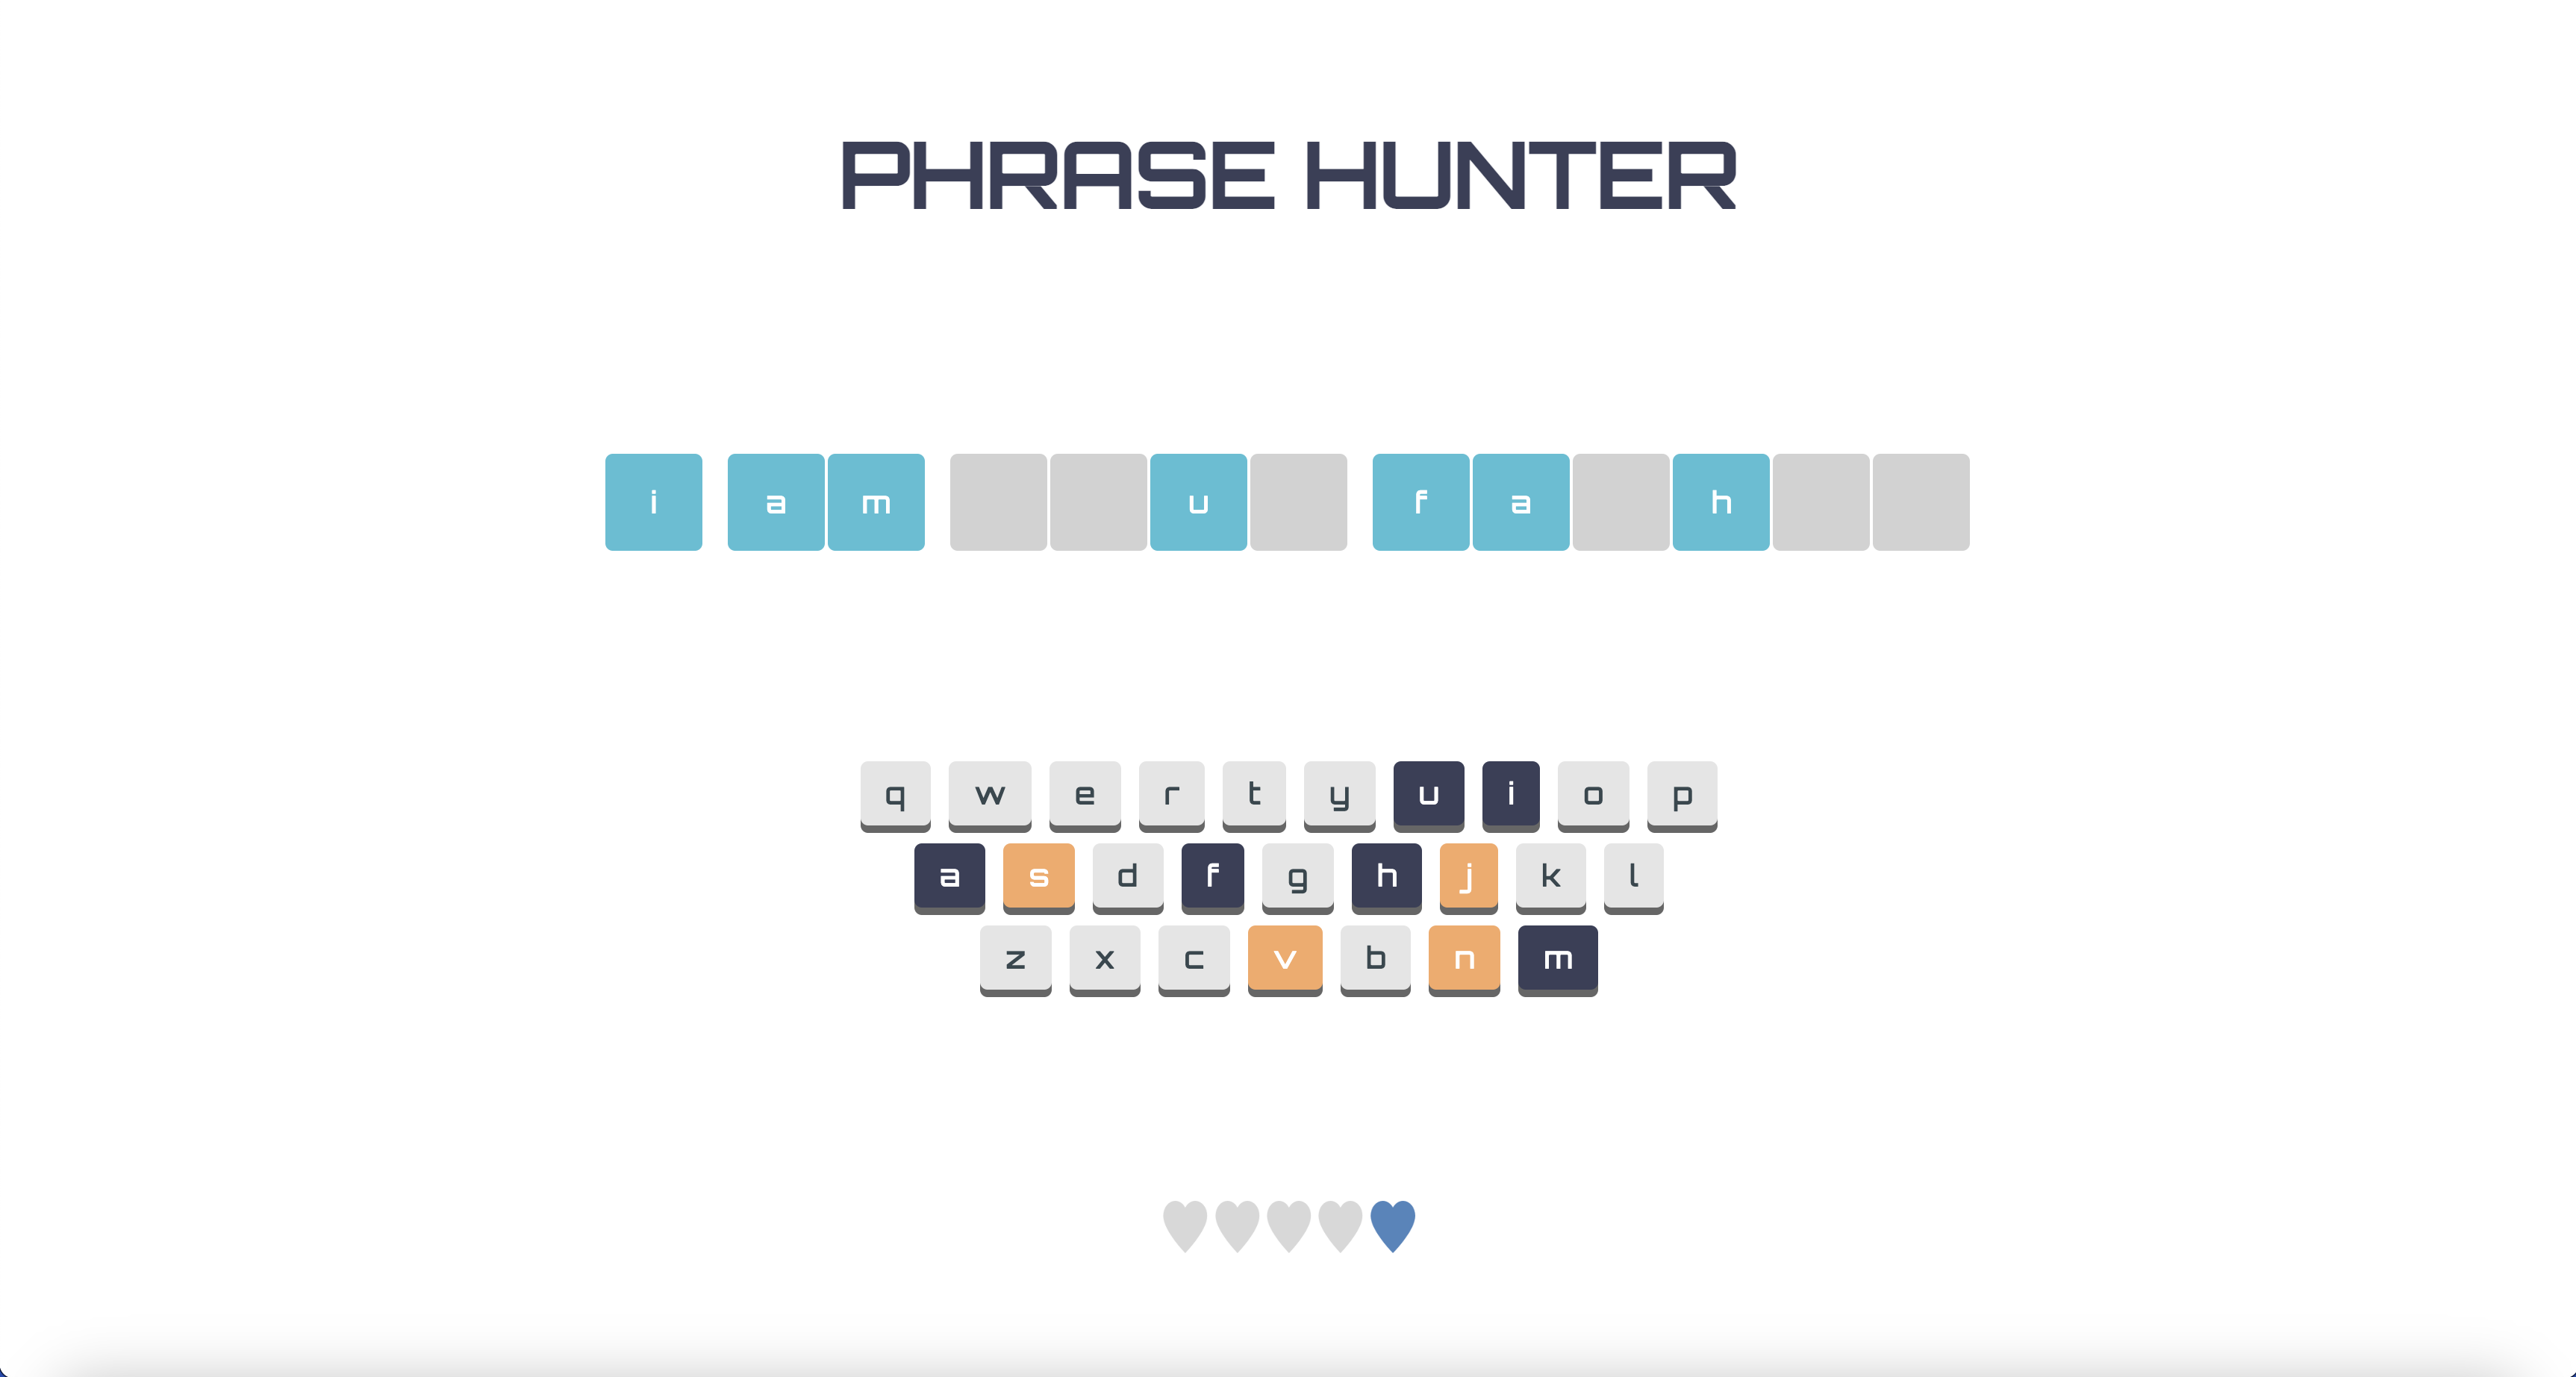 PHRASE HUNTER
i am u fa h
q w e r t y u i o p
a s d f g h j k l
z x c v b n m